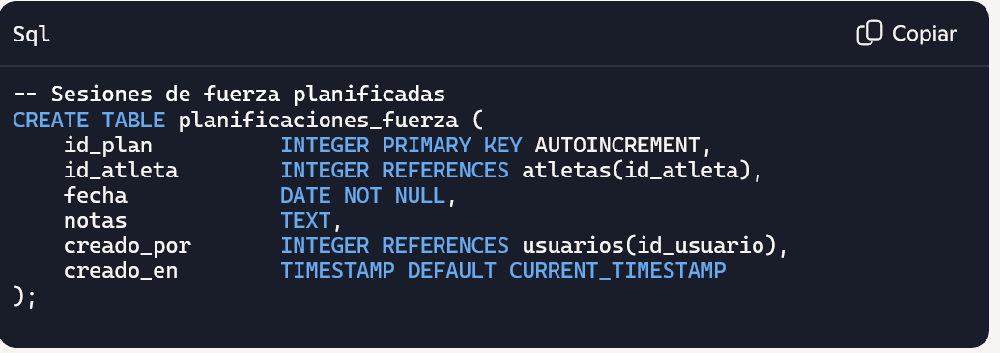 Sql
Copiar
-- Sesiones de fuerza planificadas
CREATE TABLE planificaciones_fuerza (
    id_plan          INTEGER PRIMARY KEY AUTOINCREMENT,
    id_atleta        INTEGER REFERENCES atletas(id_atleta),
    fecha            DATE NOT NULL,
    notas            TEXT,
    creado_por       INTEGER REFERENCES usuarios(id_usuario),
    creado_en        TIMESTAMP DEFAULT CURRENT_TIMESTAMP
);